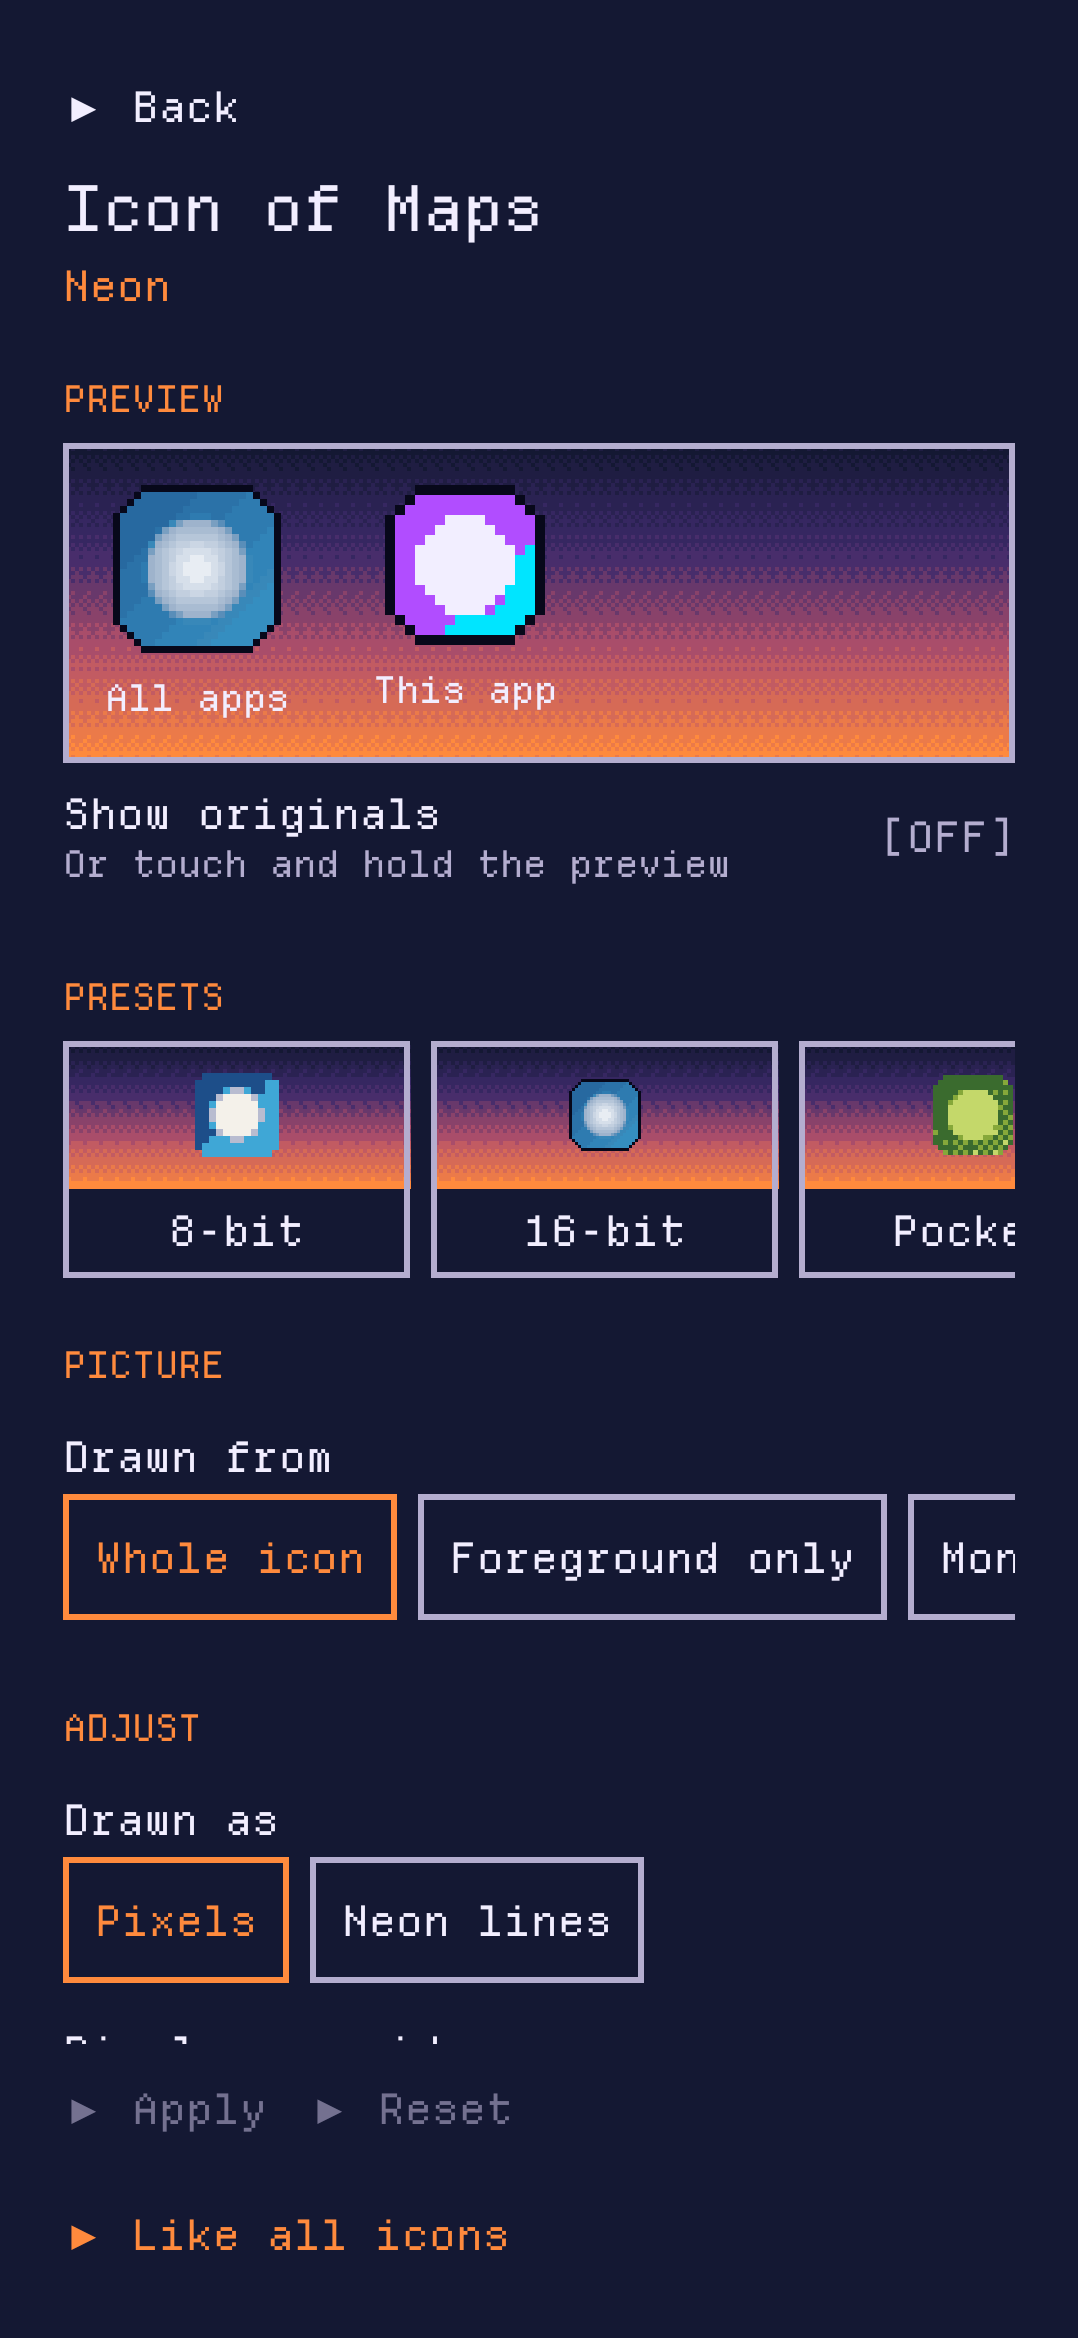 ▶ Back
Icon of Maps
Neon
PREVIEW
All apps
This app
Show originals
Or touch and hold the preview
[OFF]
PRESETS
8-bit
16-bit
Pocke
PICTURE
Drawn from
Whole icon
Foreground only
Mon
ADJUST
Drawn as
Pixels
Neon lines
▶ Apply ▶ Reset
▶ Like all icons